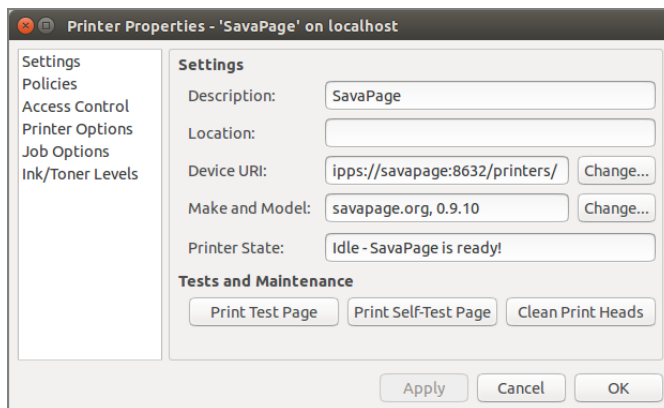 Printer Properties - 'SavaPage' on localhost
Settings
Policies
Access Control
Printer Options
Job Options
Ink/Toner Levels
Settings
Description: SavaPage
Location:
Device URI: ipps://savapage:8632/printers/ Change...
Make and Model: savapage.org, 0.9.10 Change...
Printer State: Idle - SavaPage is ready!
Tests and Maintenance
Print Test Page Print Self-Test Page Clean Print Heads
Apply Cancel OK